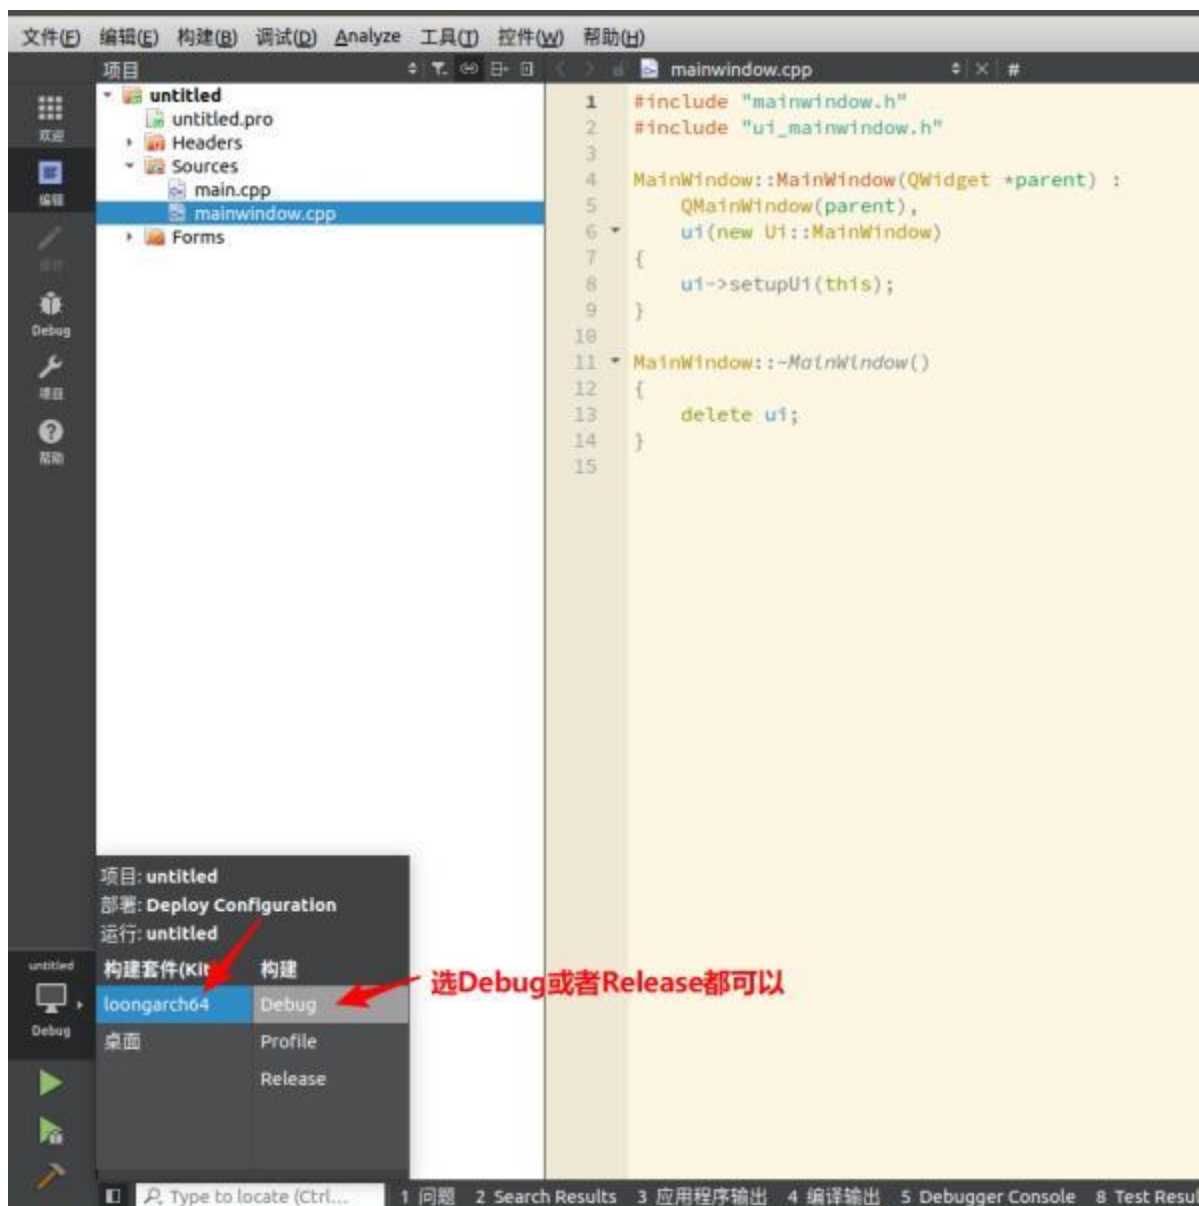 文件(F) 编辑(E) 构建(B) 调试(D) Analyze 工具(T) 控件(W) 帮助(H)
项目
mainwindow.cpp
#
欢迎
编辑
设计
Debug
项目
帮助
untitled
untitled.pro
Headers
Sources
main.cpp
mainwindow.cpp
Forms
1 #include "mainwindow.h"
2 #include "ui_mainwindow.h"
3
4 MainWindow::MainWindow(QWidget *parent) :
5 QMainWindow(parent),
6 ui(new Ui::MainWindow)
7 {
8 ui->setupUi(this);
9 }
10
11 MainWindow::~MainWindow()
12 {
13 delete ui;
14 }
15
项目: untitled
部署: Deploy Configuration
运行: untitled
构建套件(Kit 构建
loongarch64 Debug
桌面 Profile
Release
选Debug或者Release都可以
untitled
Debug
Type to locate (Ctrl...
1 问题 2 Search Results 3 应用程序输出 4 编译输出 5 Debugger Console 8 Test Resul